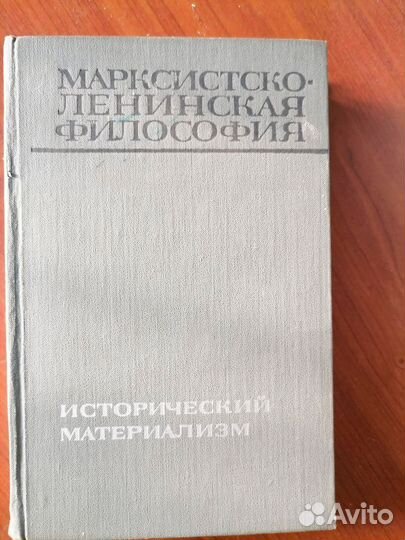 МАРКСИСТСКО-
ЛЕНИНСКАЯ
ФИЛОСОФИЯ
ИСТОРИЧЕСКИЙ
МАТЕРИАЛИЗМ
Avito